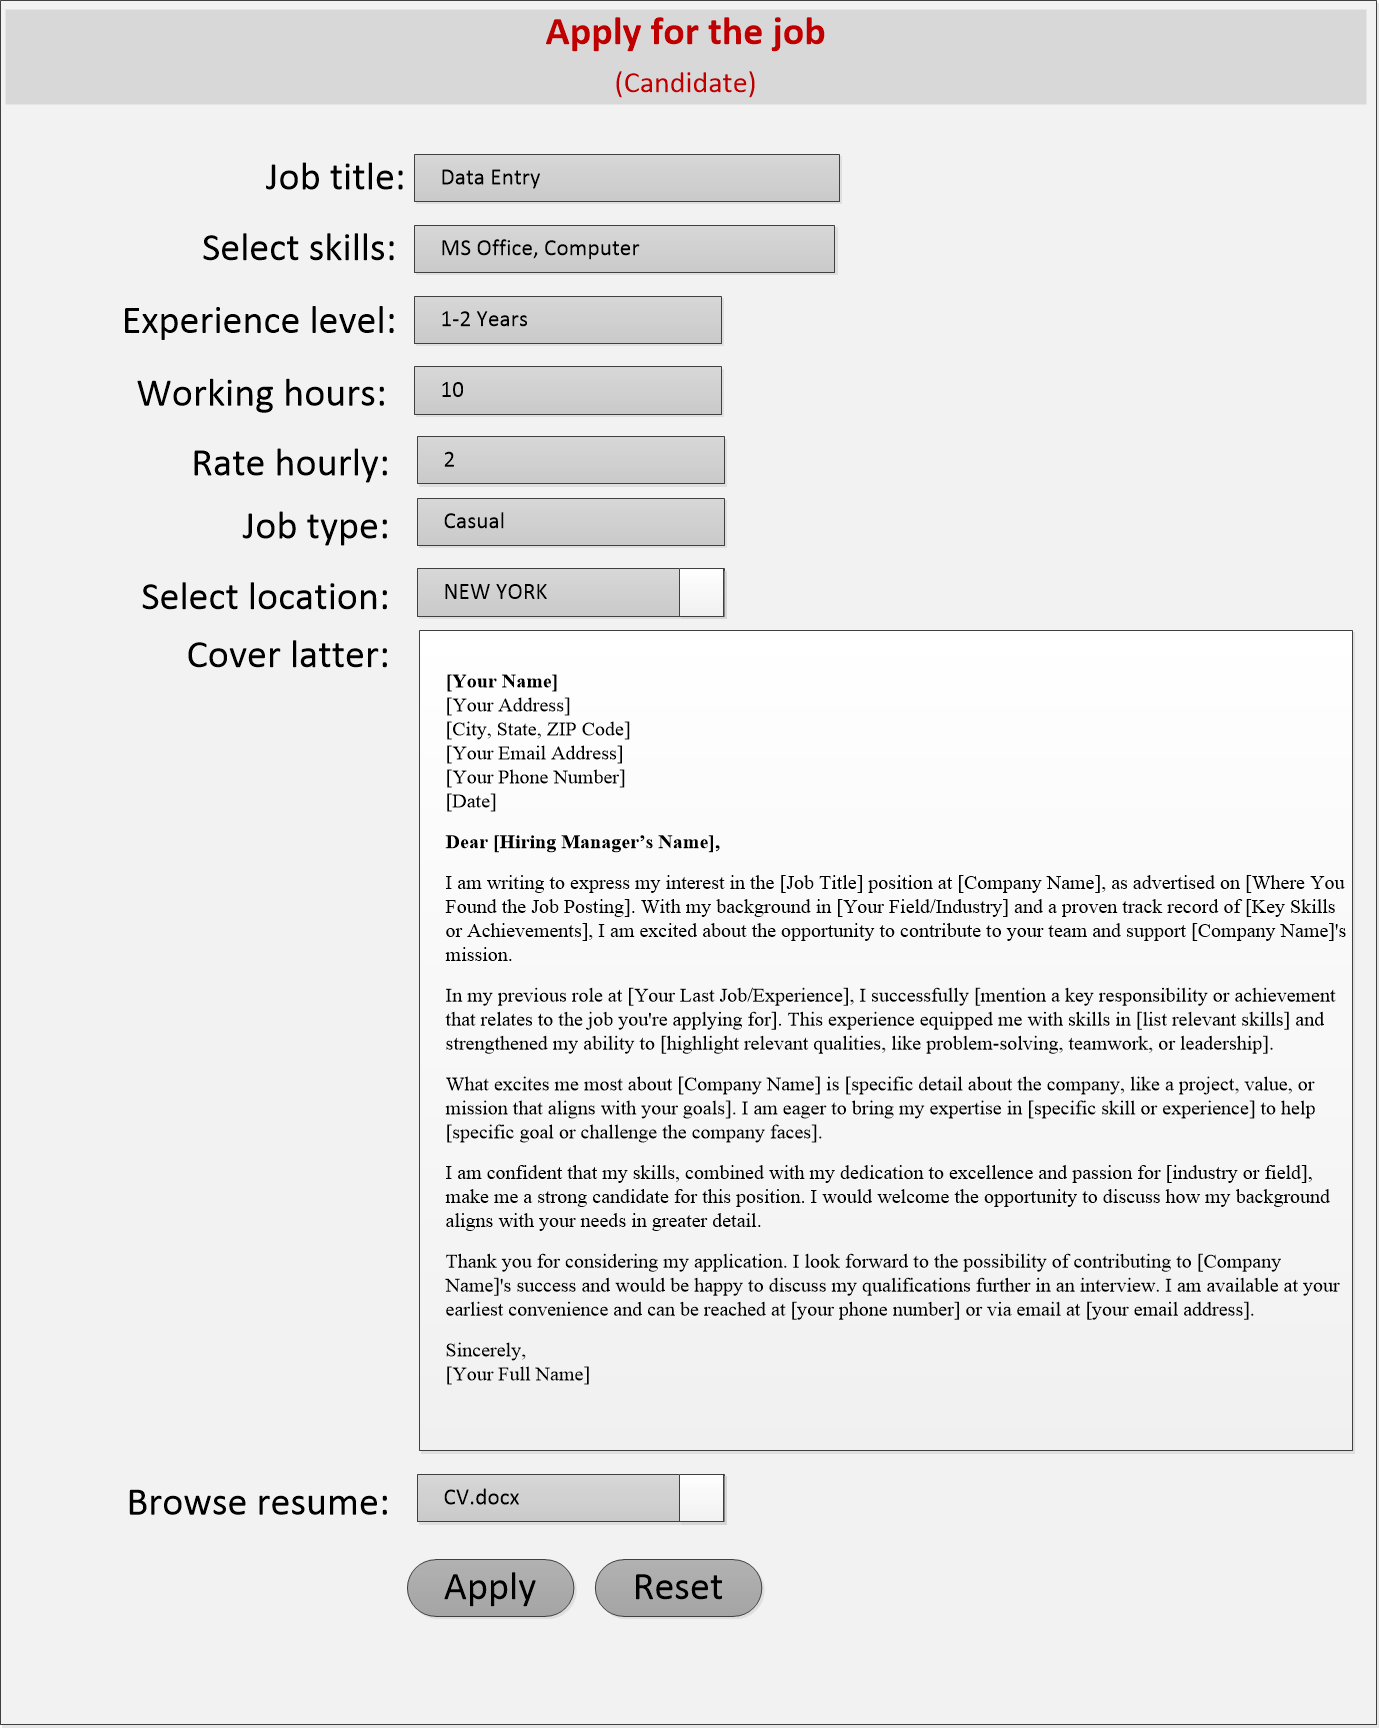 Apply for the job
(Candidate)
Job title: Data Entry
Select skills: MS Office, Computer
Experience level: 1-2 Years
Working hours: 10
Rate hourly: 2
Job type: Casual
Select location: NEW YORK
Cover latter:
[Your Name]
[Your Address]
[City, State, ZIP Code]
[Your Email Address]
[Your Phone Number]
[Date]
Dear [Hiring Manager’s Name],
I am writing to express my interest in the [Job Title] position at [Company Name], as advertised on [Where You
Found the Job Posting]. With my background in [Your Field/Industry] and a proven track record of [Key Skills
or Achievements], I am excited about the opportunity to contribute to your team and support [Company Name]'s
mission.
In my previous role at [Your Last Job/Experience], I successfully [mention a key responsibility or achievement
that relates to the job you're applying for]. This experience equipped me with skills in [list relevant skills] and
strengthened my ability to [highlight relevant qualities, like problem-solving, teamwork, or leadership].
What excites me most about [Company Name] is [specific detail about the company, like a project, value, or
mission that aligns with your goals]. I am eager to bring my expertise in [specific skill or experience] to help
[specific goal or challenge the company faces].
I am confident that my skills, combined with my dedication to excellence and passion for [industry or field],
make me a strong candidate for this position. I would welcome the opportunity to discuss how my background
aligns with your needs in greater detail.
Thank you for considering my application. I look forward to the possibility of contributing to [Company
Name]'s success and would be happy to discuss my qualifications further in an interview. I am available at your
earliest convenience and can be reached at [your phone number] or via email at [your email address].
Sincerely,
[Your Full Name]
Browse resume: CV.docx
Apply Reset